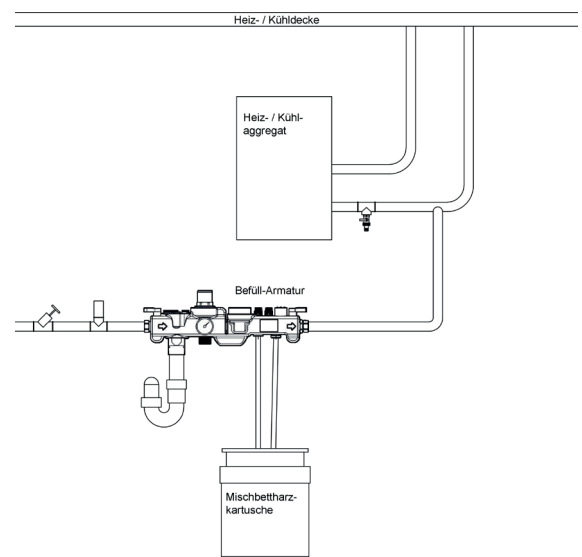 Heiz- / Kühldecke
Heiz- / Kühl-
aggregat
Befüll-Armatur
Mischbettharz-
kartusche